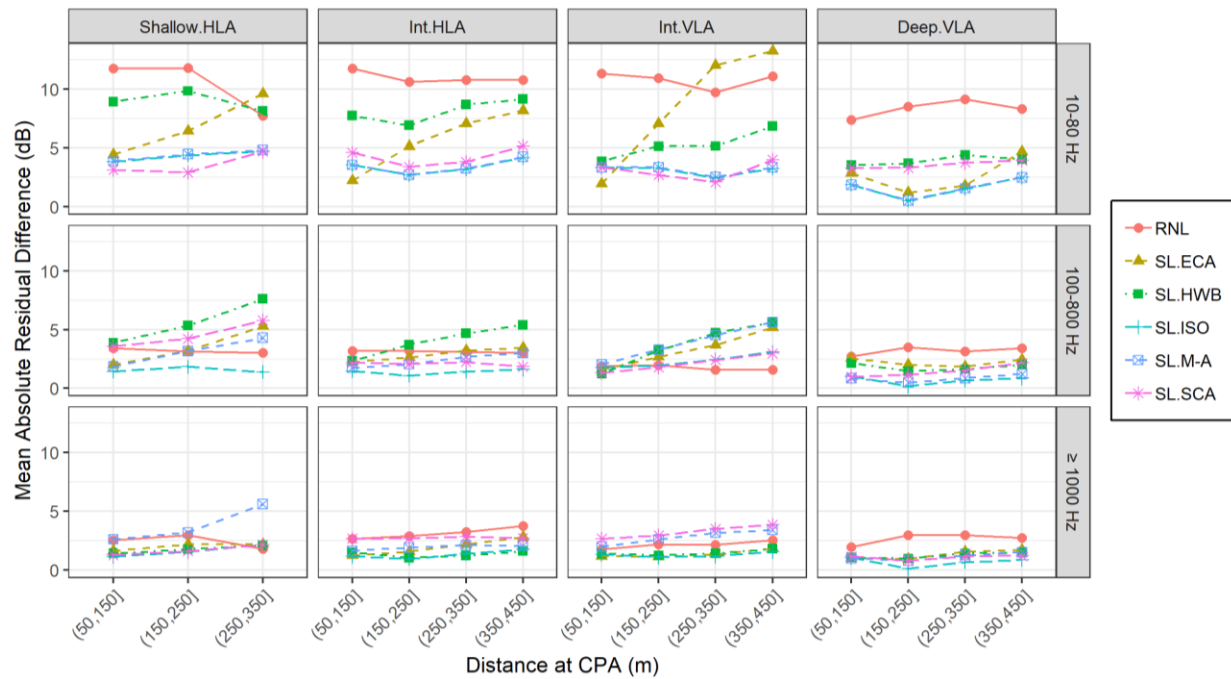 Shallow.HLA
Int.HLA
Int.VLA
Deep.VLA
Mean Absolute Residual Difference (dB)
10
5
0
10-80 Hz
10
5
0
100-800 Hz
10
5
0
≥ 1000 Hz
(50,150]
(150,250]
(250,350]
(50,150]
(150,250]
(250,350]
(350,450]
(50,150]
(150,250]
(250,350]
(350,450]
(50,150]
(150,250]
(250,350]
(350,450]
Distance at CPA (m)
RNL
SL.ECA
SL.HWB
SL.ISO
SL.M-A
SL.SCA